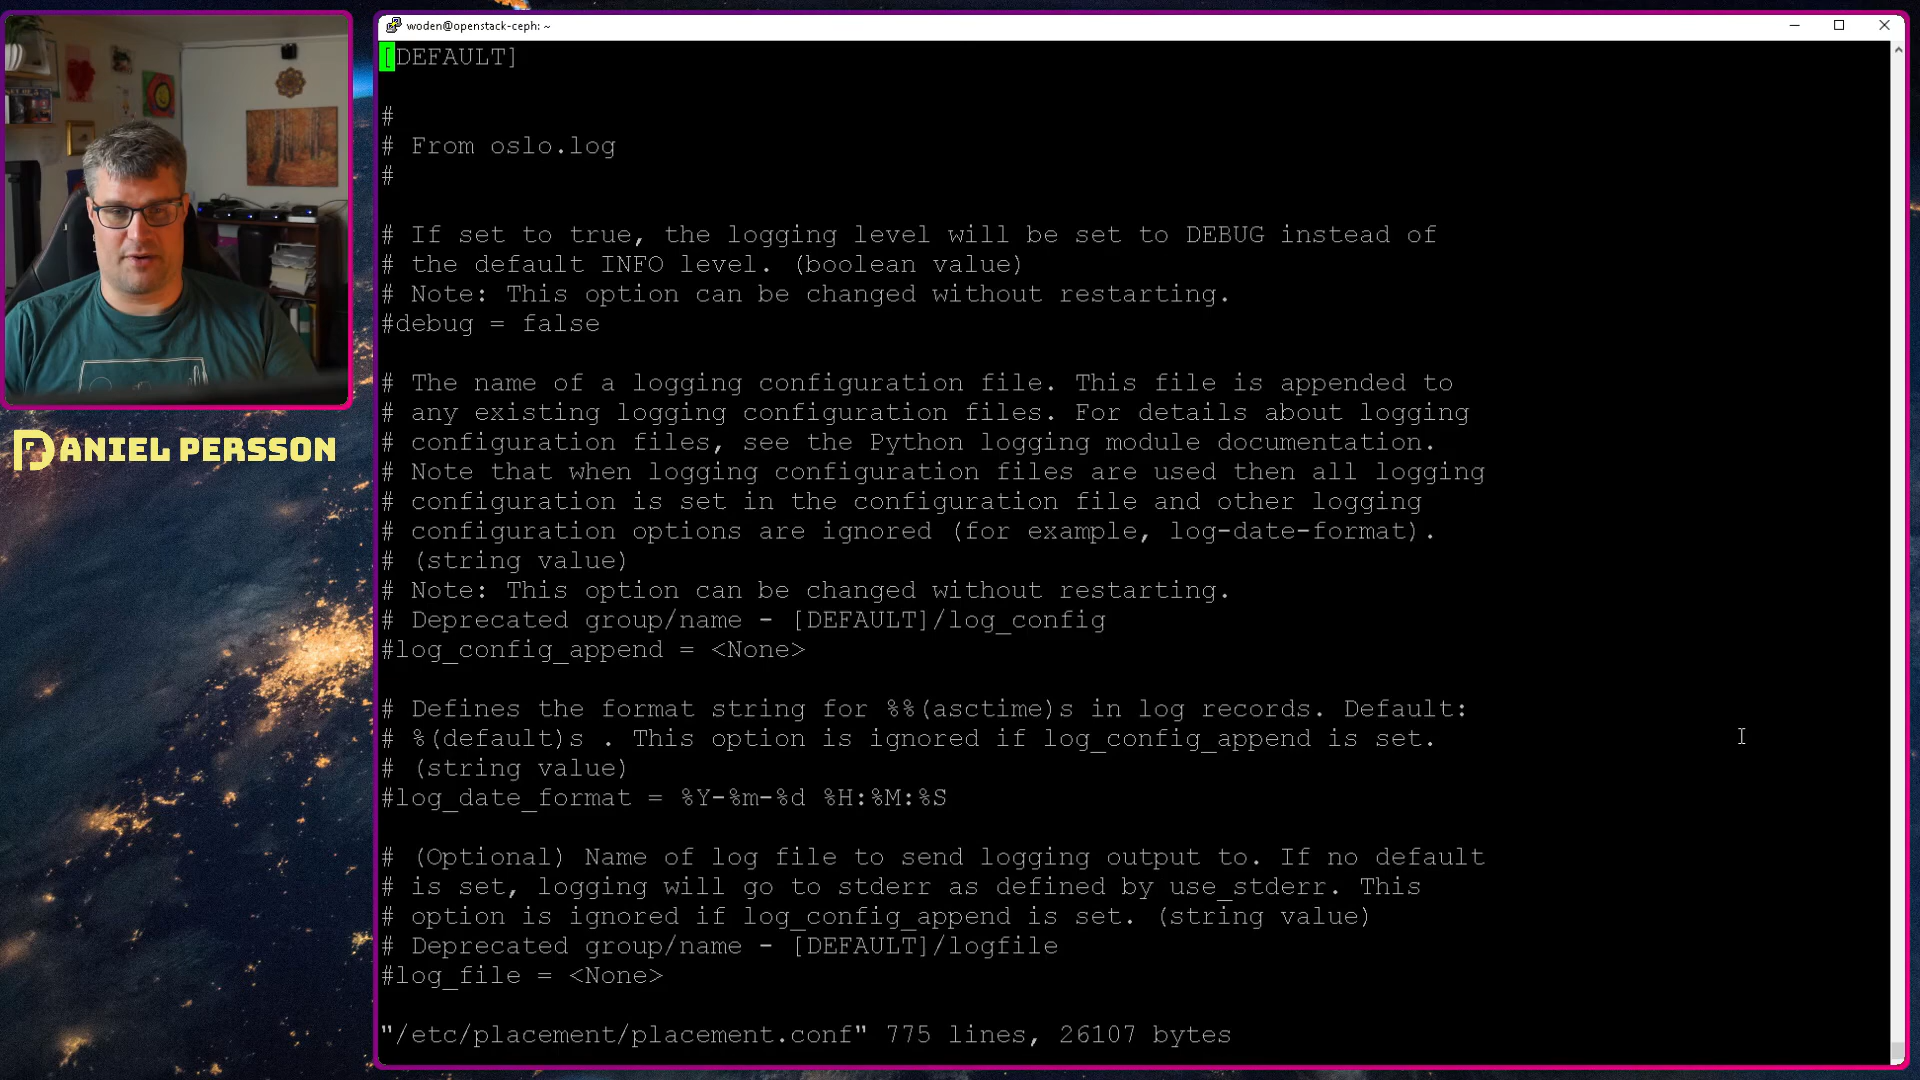 woden@openstack-ceph: ~
[DEFAULT]
#
# From oslo.log
#
# If set to true, the logging level will be set to DEBUG instead of
# the default INFO level. (boolean value)
# Note: This option can be changed without restarting.
#debug = false
# The name of a logging configuration file. This file is appended to
# any existing logging configuration files. For details about logging
# configuration files, see the Python logging module documentation.
# Note that when logging configuration files are used then all logging
# configuration is set in the configuration file and other logging
# configuration options are ignored (for example, log-date-format).
# (string value)
# Note: This option can be changed without restarting.
# Deprecated group/name - [DEFAULT]/log_config
#log_config_append = <None>
# Defines the format string for %%(asctime)s in log records. Default:
# %(default)s . This option is ignored if log_config_append is set.
# (string value)
#log_date_format = %Y-%m-%d %H:%M:%S
# (Optional) Name of log file to send logging output to. If no default
# is set, logging will go to stderr as defined by use_stderr. This
# option is ignored if log_config_append is set. (string value)
# Deprecated group/name - [DEFAULT]/logfile
#log_file = <None>
"/etc/placement/placement.conf" 775 lines, 26107 bytes
DANIEL PERSSON